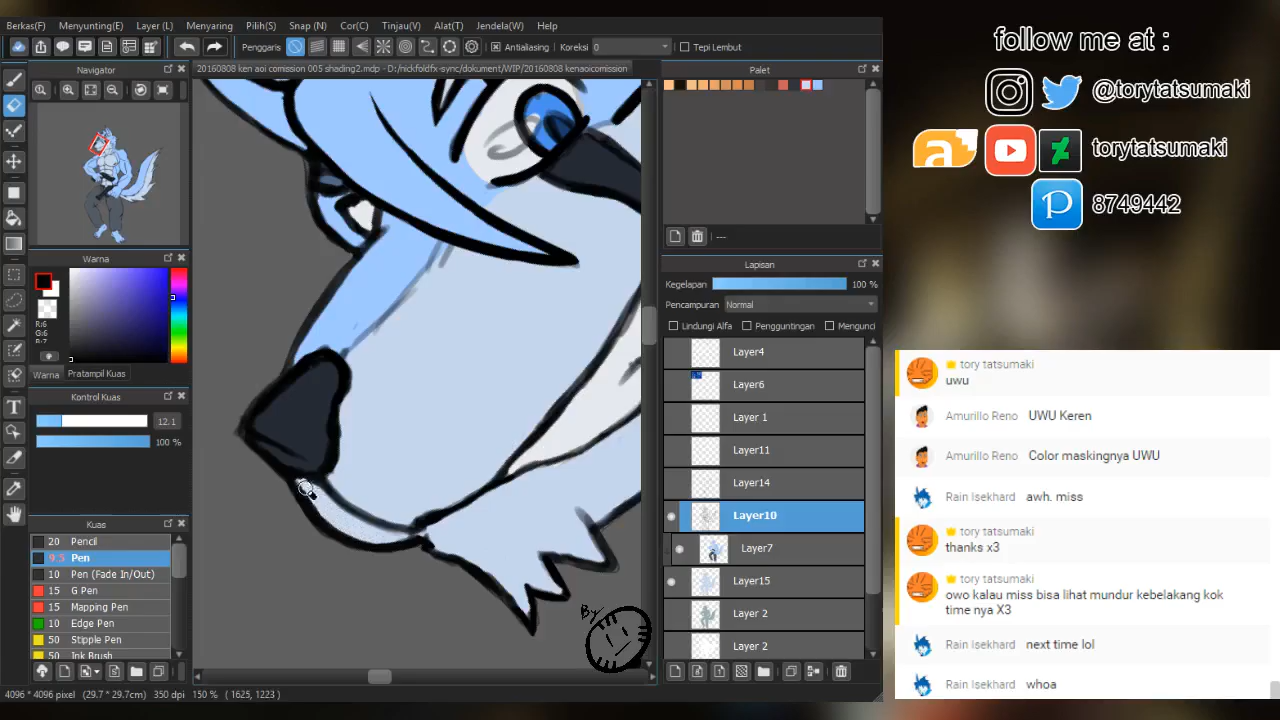 Berkas(F) Menyunting(E) Layer (L) Menyaring Pilih(S) Snap (N) Cor(C) Tinjau(V) Alat(T) Jendela(W) Help
Penggaris Antialiasing Koreksi 0 Tepi Lembut
Navigator
20160808 ken aoi comission 005 shading2.mdp - D:/nickfoldfx-sync/dokument/WIP/20160808 kenaoicomission
Palet
---
Warna
R:6
G:6
B:7
Warna Pratampil Kuas
Kontrol Kuas
12.1
100 %
Kuas
20 Pencil
9.5 Pen
10 Pen (Fade In/Out)
15 G Pen
15 Mapping Pen
10 Edge Pen
50 Stipple Pen
50 Ink Brush
Lapisan
Kegelapan 100 %
Pencampuran Normal
Lindungi Alfa Pengguntingan Mengunci
Layer4
Layer6
Layer 1
Layer11
Layer14
Layer10
Layer7
Layer15
Layer 2
Layer 2
By
4096 * 4096 pixel (29.7 * 29.7cm) 350 dpi 150 % ( 1625, 1223 )
follow me at :
@torytatsumaki
torytatsumaki
8749442
tory tatsumaki
uwu
Amurillo Reno UWU Keren
Amurillo Reno Color maskingnya UWU
Rain Isekhard awh. miss
tory tatsumaki
thanks x3
tory tatsumaki
owo kalau miss bisa lihat mundur kebelakang kok
time nya X3
Rain Isekhard next time lol
Rain Isekhard whoa